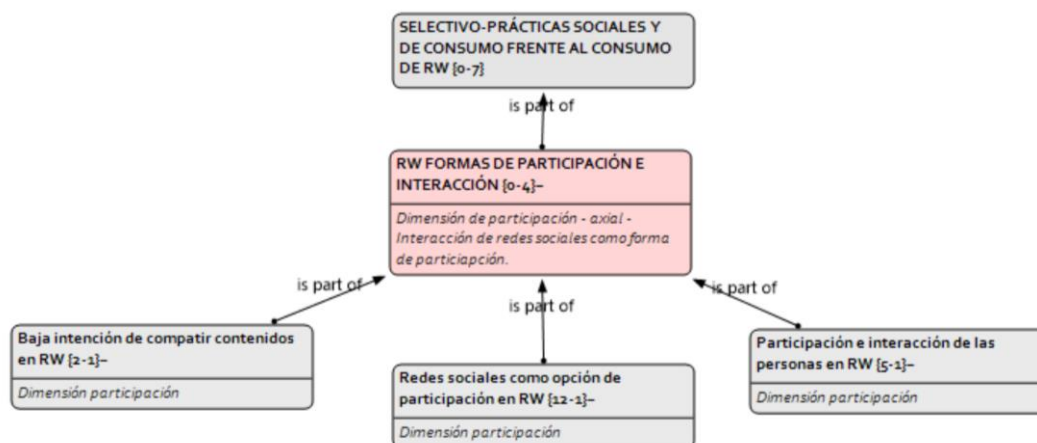 SELECTIVO-PRÁCTICAS SOCIALES Y
DE CONSUMO FRENTE AL CONSUMO
DE RW {0-7}
is part of
RW FORMAS DE PARTICIPACIÓN E
INTERACCIÓN {0-4}~
Dimensión de participación - axial -
Interacción de redes sociales como forma
de particiapción.
is part of
is part of
is part of
Baja intención de compatir contenidos
en RW {2-1}~
Dimensión participación
Redes sociales como opción de
participación en RW {12-1}~
Dimensión participación
Participación e interacción de las
personas en RW {5-1}~
Dimensión participación